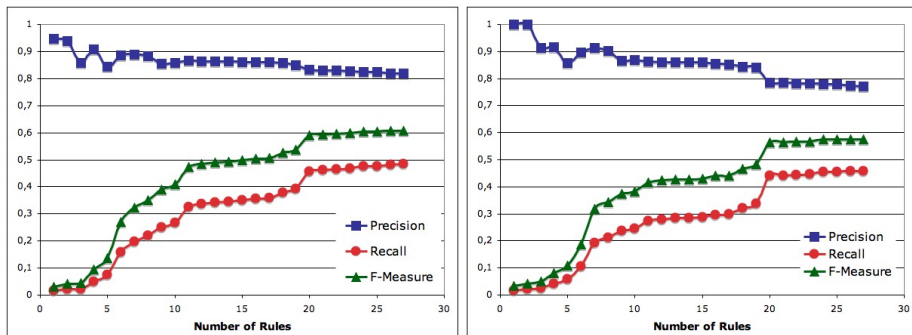 1
0,9
0,8
0,7
0,6
0,5
0,4
0,3
0,2
0,1
0
Precision
Recall
F-Measure
0 5 10 15 20 25 30
Number of Rules
1
0,9
0,8
0,7
0,6
0,5
0,4
0,3
0,2
0,1
0
Precision
Recall
F-Measure
0 5 10 15 20 25 30
Number of Rules